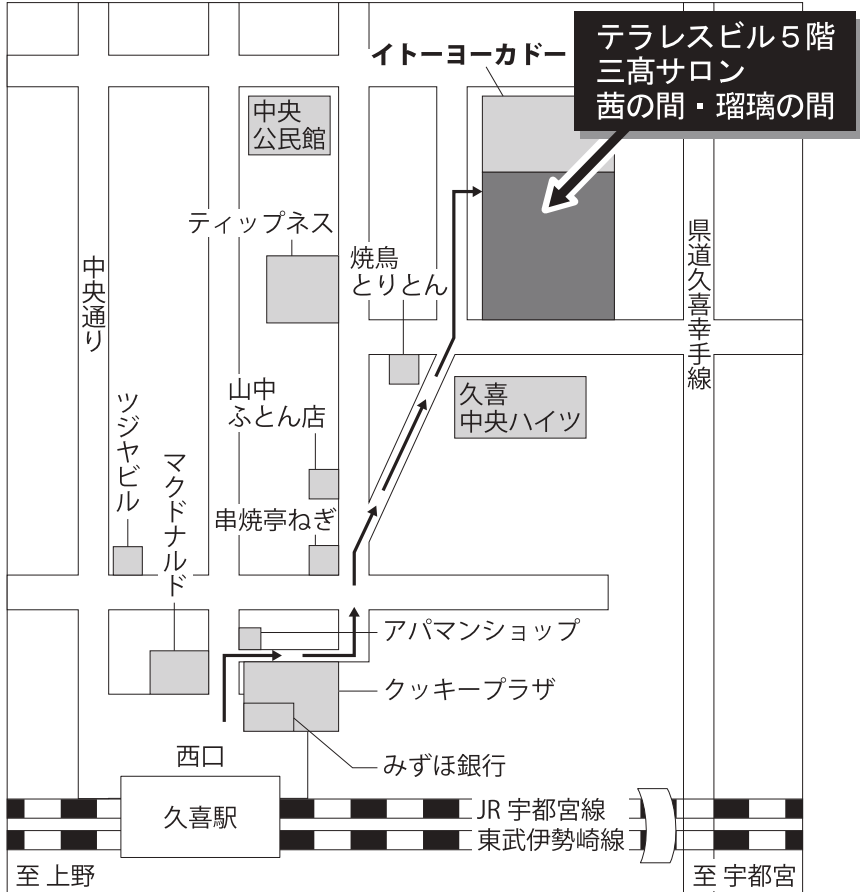 テラレスビル5階
三髙サロン
茜の間・瑠璃の間
イトーヨーカドー
中央
公民館
ティップネス
焼鳥
とりとん
県道久喜幸手線
中央通り
山中
ふとん店
久喜
中央ハイツ
ツジヤビル
マクドナルド
串焼亭ねぎ
アパマンショップ
クッキープラザ
みずほ銀行
西口
久喜駅
JR 宇都宮線
東武伊勢崎線
至 上野
至 宇都宮